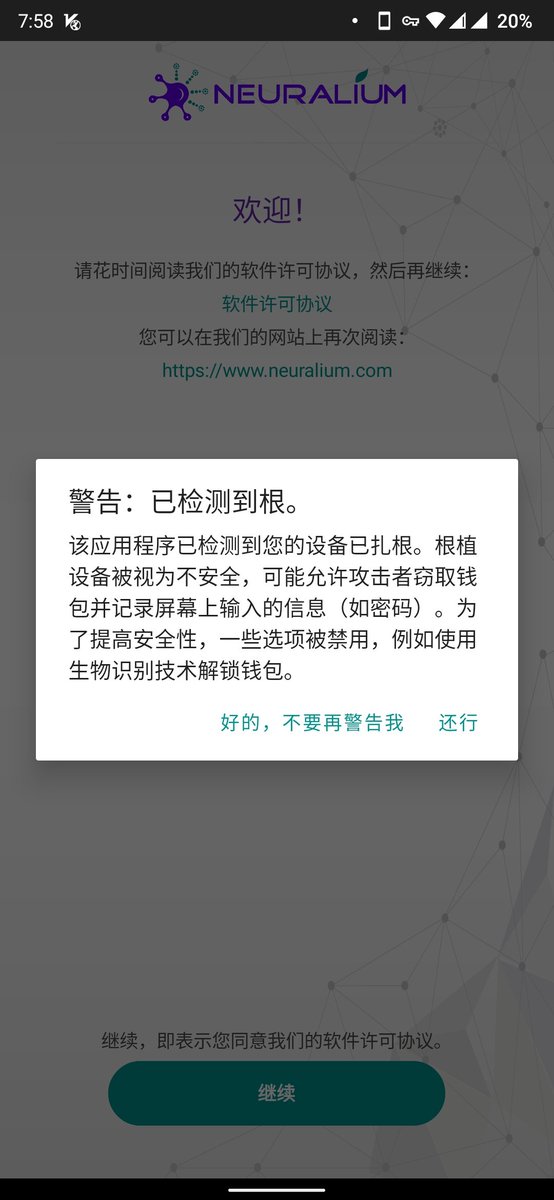 7:58
20%
NEURALIUM
欢迎！
请花时间阅读我们的软件许可协议，然后再继续：
软件许可协议
您可以在我们的网站上再次阅读：
https://www.neuralium.com
警告：已检测到根。
该应用程序已检测到您的设备已扎根。根植
设备被视为不安全，可能允许攻击者窃取钱
包并记录屏幕上输入的信息（如密码）。为
了提高安全性，一些选项被禁用，例如使用
生物识别技术解锁钱包。
好的，不要再警告我
还行
继续，即表示您同意我们的软件许可协议。
继续